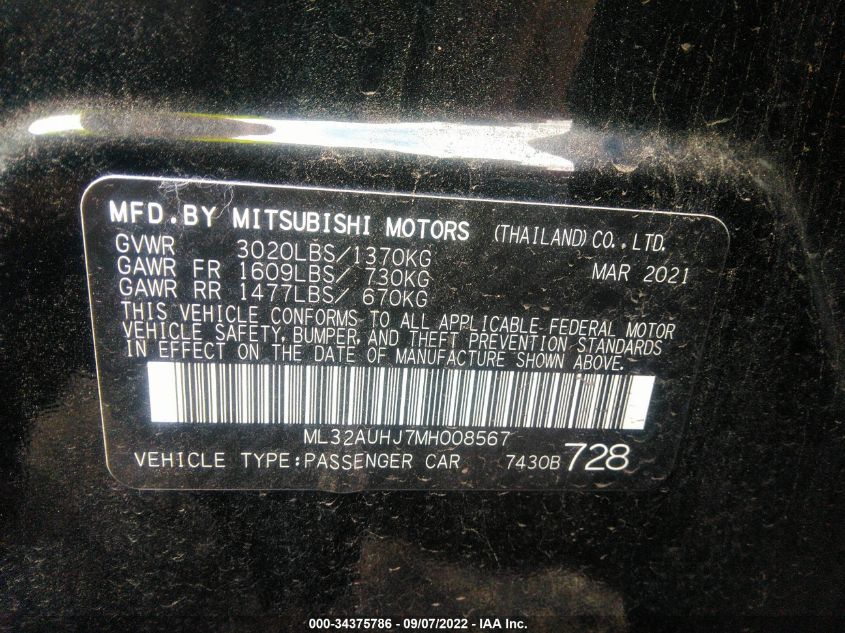 MFD.BY MITSUBISHI MOTORS (THAILAND) CO., LTD.
GVWR 3020LBS/1370KG MAR 2021
GAWR FR 1609LBS/ 730KG
GAWR RR 1477LBS/ 670KG
THIS VEHICLE CONFORMS TO ALL APPLICABLE FEDERAL MOTOR
VEHICLE SAFETY, BUMPER, AND THEFT PREVENTION STANDARDS
IN EFFECT ON THE DATE OF MANUFACTURE SHOWN ABOVE.
ML32AUHJ7MH008567
VEHICLE TYPE:PASSENGER CAR 7430B 728
000-34375786 - 09/07/2022 - IAA Inc.